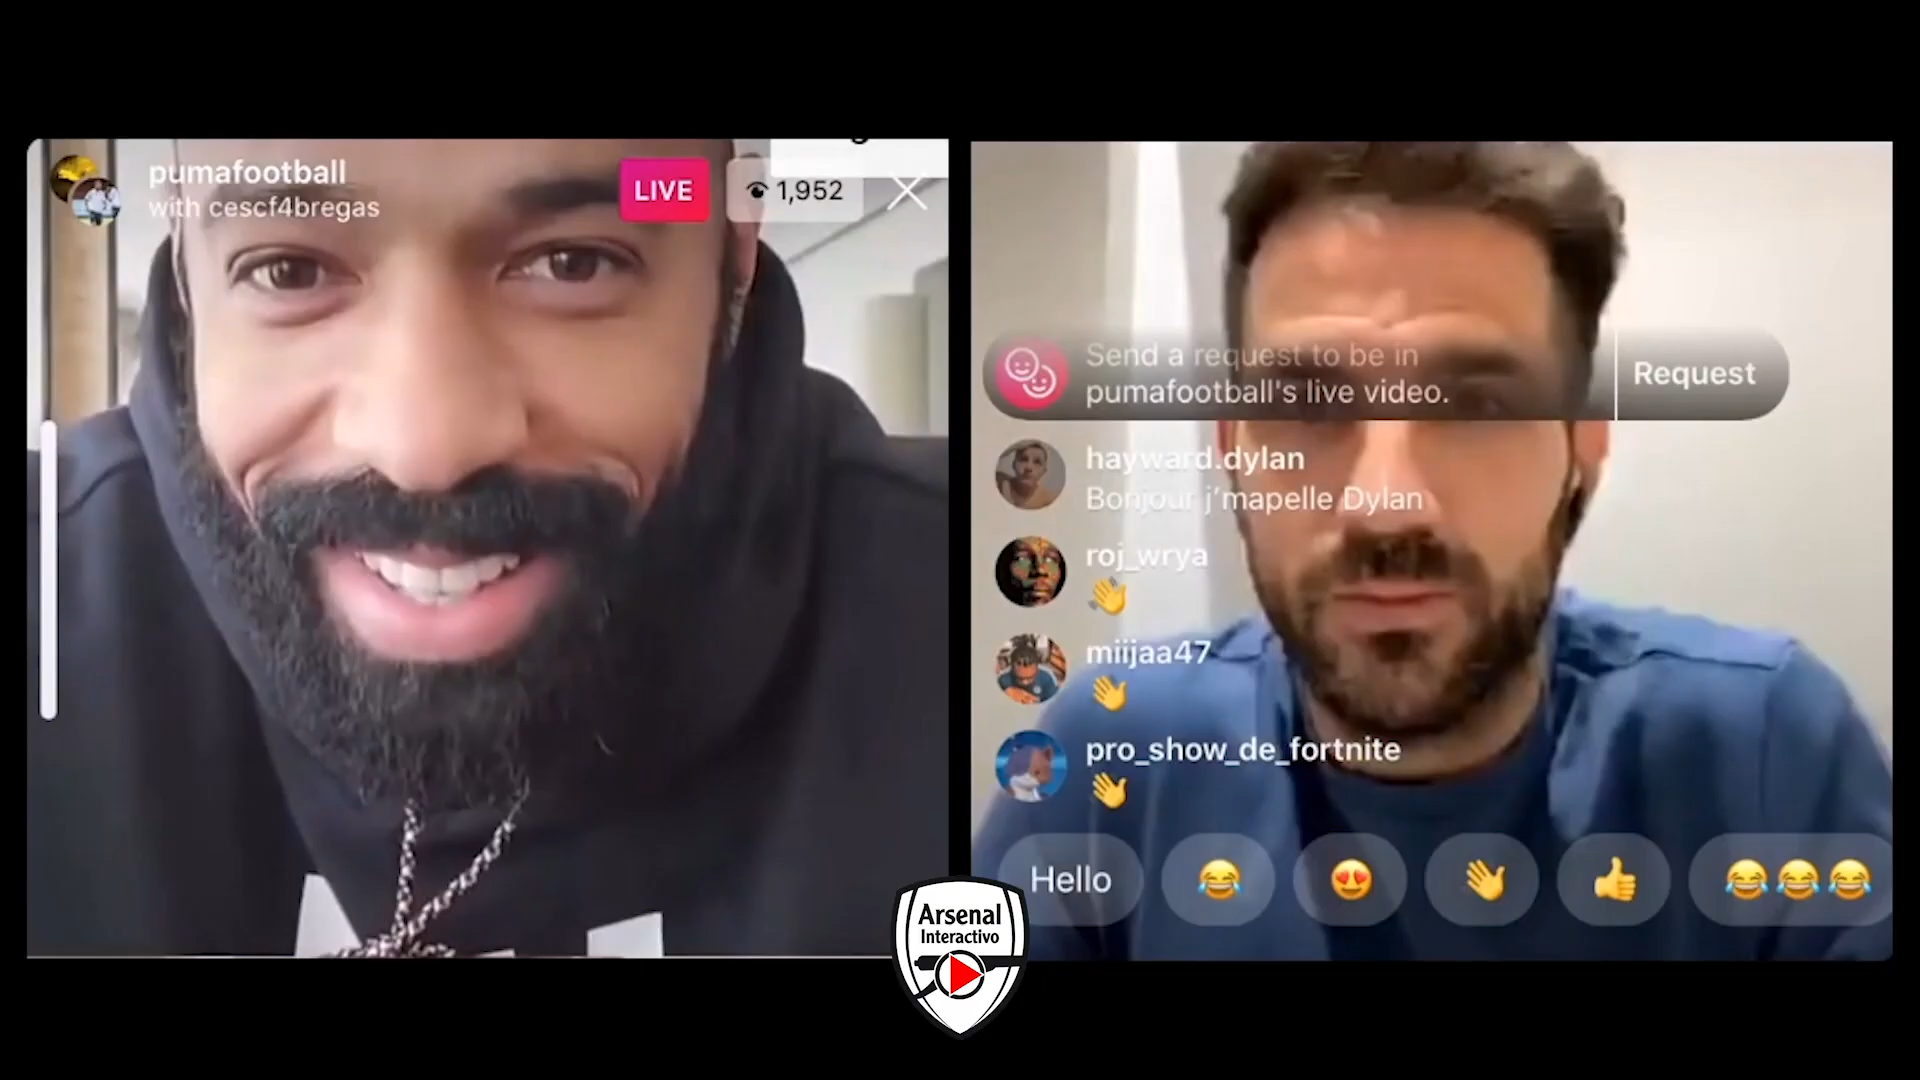 pumafootball
with cescf4bregas
LIVE
1,952
Send a request to be in
pumafootball's live video.
Request
hayward.dylan
Bonjour j'mapelle Dylan
roj_wrya
miijaa47
pro_show_de_fortnite
Hello
Arsenal
Interactivo